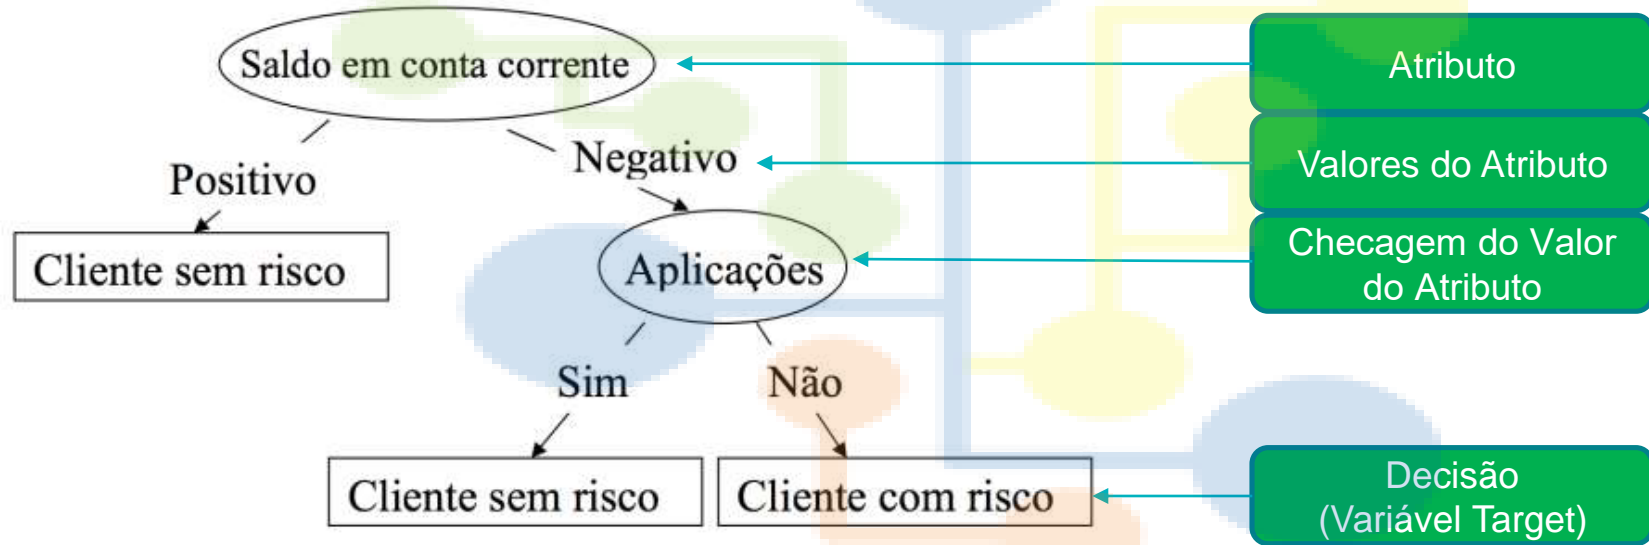 Saldo em conta corrente
Atributo
Positivo
Negativo
Valores do Atributo
Cliente sem risco
Aplicações
Checagem do Valor
do Atributo
Sim
Não
Cliente sem risco
Cliente com risco
Decisão
(Variável Target)